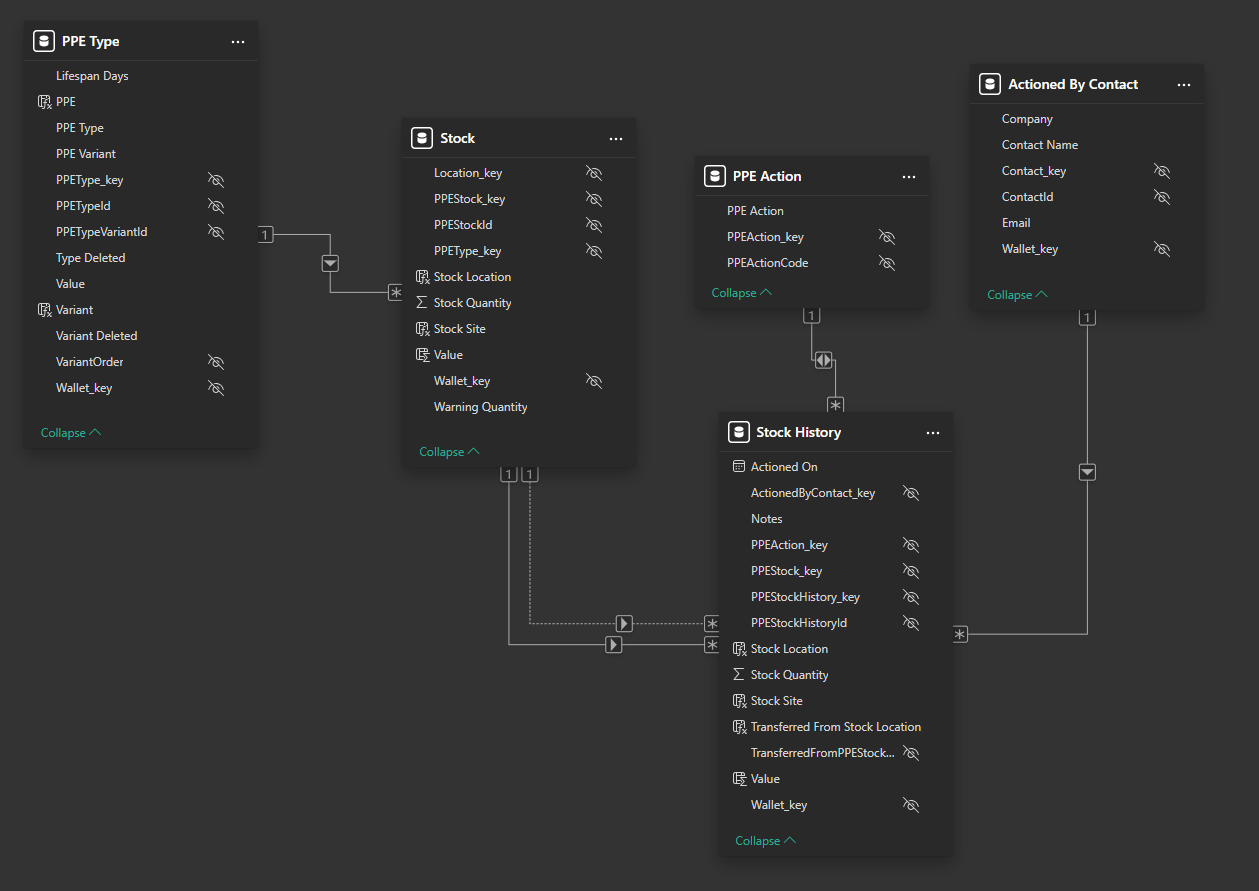 PPE Type
Lifespan Days
PPE
PPE Type
PPE Variant
PPEType_key
PPETypeId
PPETypeVariantId
Type Deleted
Value
Variant
Variant Deleted
VariantOrder
Wallet_key
Collapse
1
*
Stock
Location_key
PPEStock_key
PPEStockId
PPEType_key
Stock Location
Stock Quantity
Stock Site
Value
Wallet_key
Warning Quantity
Collapse
1 1
PPE Action
PPE Action
PPEAction_key
PPEActionCode
Collapse
1
*
Actioned By Contact
Company
Contact Name
Contact_key
ContactId
Email
Wallet_key
Collapse
1
Stock History
Actioned On
ActionedByContact_key
Notes
PPEAction_key
PPEStock_key
PPEStockHistory_key
PPEStockHistoryId
Stock Location
Stock Quantity
Stock Site
Transferred From Stock Location
TransferredFromPPEStock...
Value
Wallet_key
Collapse
*
*
*